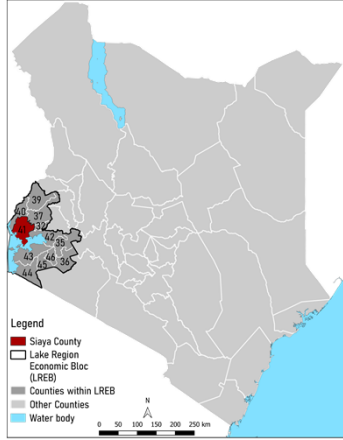 39
40
37
38
41
42
35
43
46
36
45
44
Legend
Siaya County
Lake Region
Economic Bloc
(LREB)
Counties within LREB
Other Counties
Water body
N
0 50 100 150 200 250 km